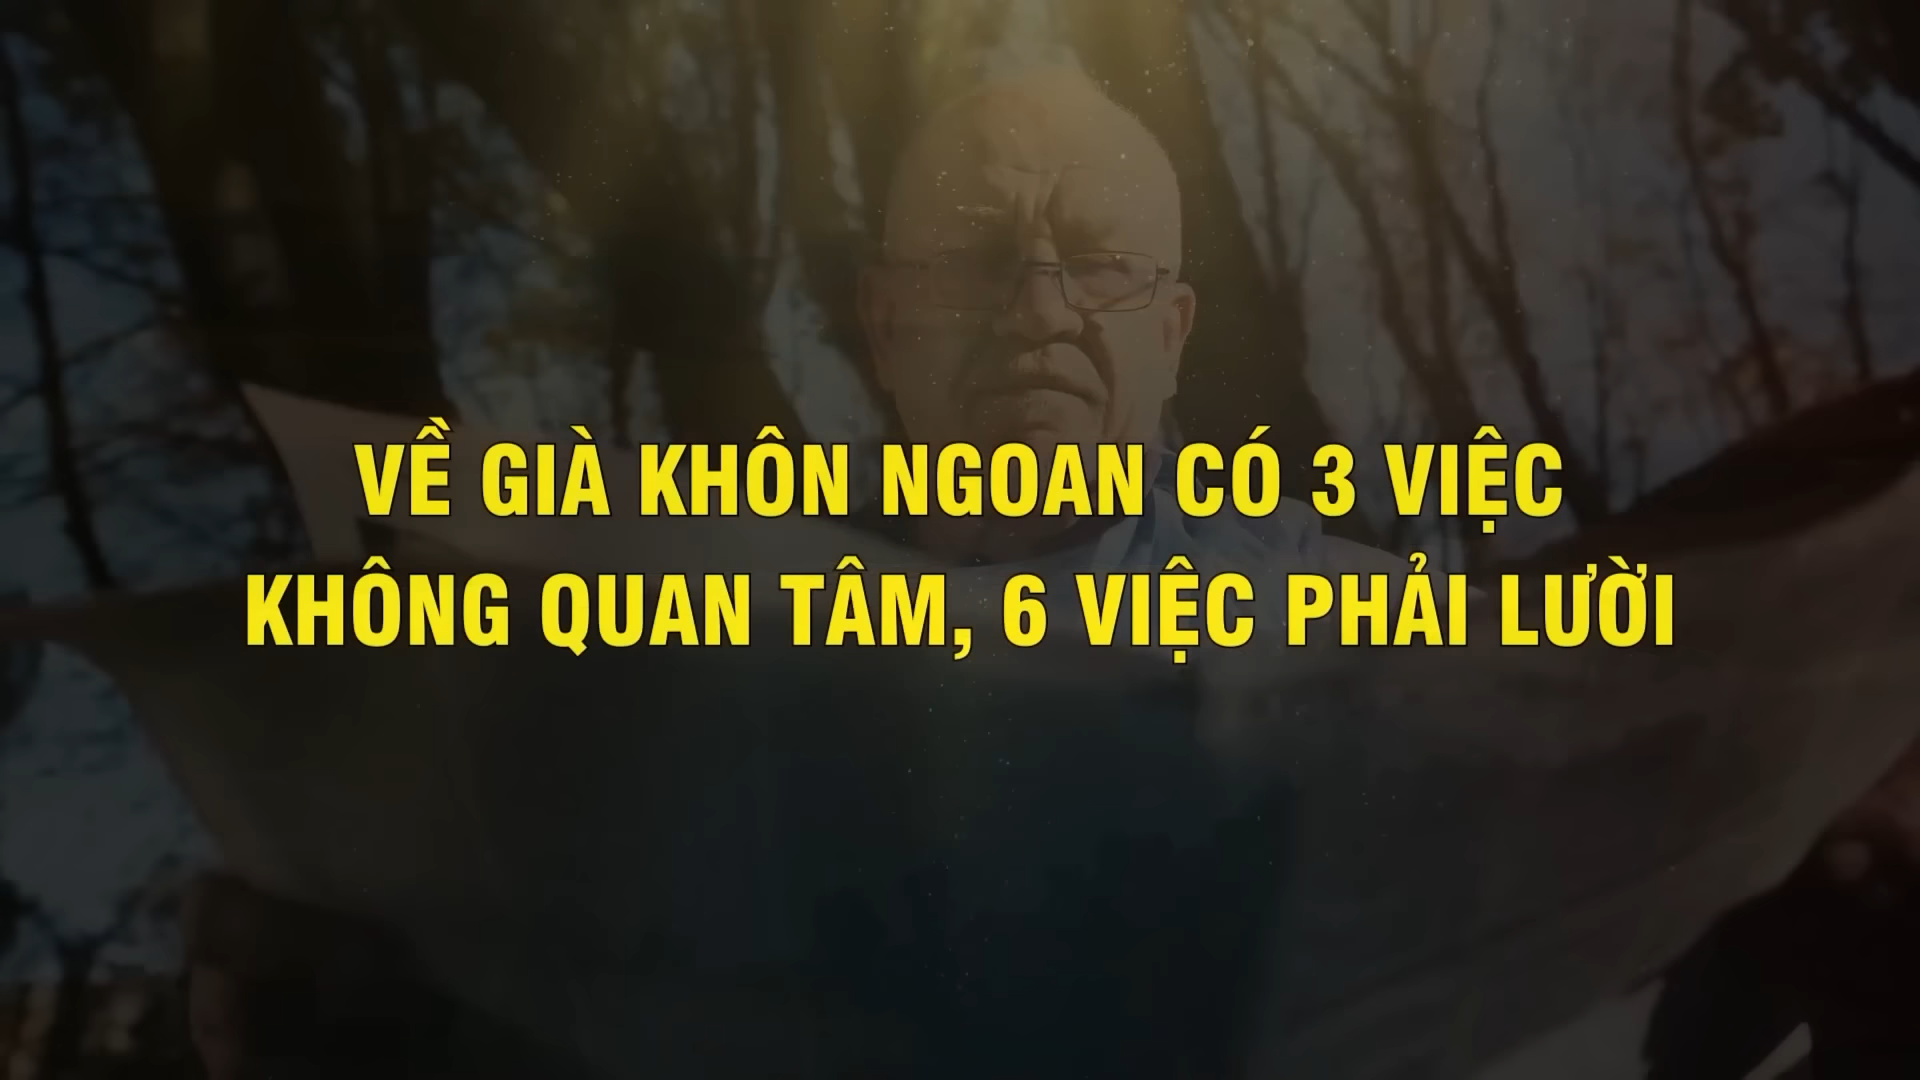 VỀ GIÀ KHÔN NGOAN CÓ 3 VIỆC
KHÔNG QUAN TÂM, 6 VIỆC PHẢI LƯỜI